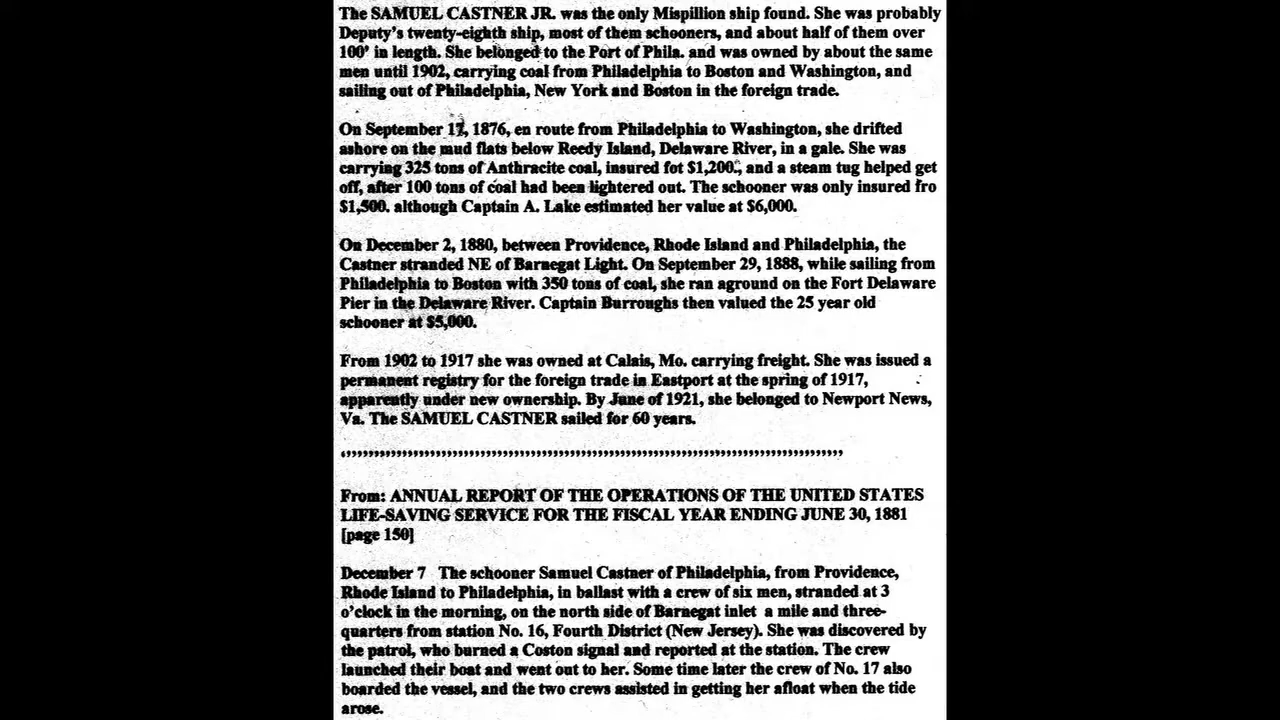 The SAMUEL CASTNER JR. was the only Mispillion ship found. She was probably
Deputy's twenty-eighth ship, most of them schooners, and about half of them over
100' in length. She belonged to the Port of Phila. and was owned by about the same
men until 1902, carrying coal from Philadelphia to Boston and Washington, and
sailing out of Philadelphia, New York and Boston in the foreign trade.
On September 17, 1876, en route from Philadelphia to Washington, she drifted
ashore on the mud flats below Reedy Island, Delaware River, in a gale. She was
carrying 325 tons of Anthracite coal, insured fot $1,200., and a steam tug helped get
off, after 100 tons of coal had been lightered out. The schooner was only insured fro
$1,500. although Captain A. Lake estimated her value at $6,000.
On December 2, 1880, between Providence, Rhode Island and Philadelphia, the
Castner stranded NE of Barnegat Light. On September 29, 1888, while sailing from
Philadelphia to Boston with 350 tons of coal, she ran aground on the Fort Delaware
Pier in the Delaware River. Captain Burroughs then valued the 25 year old
schooner at $5,000.
From 1902 to 1917 she was owned at Calais, Mo. carrying freight. She was issued a
permanent registry for the foreign trade in Eastport at the spring of 1917,
apparently under new ownership. By June of 1921, she belonged to Newport News,
Va. The SAMUEL CASTNER sailed for 60 years.
,,,,,,,,,,,,,,,,,,,,,,,,,,,,,,,,,,,,,,,,,,,,,,,,,,,,,,,,,,,,,,,,,,,,,,,,,,,,,,,,,,,,,,,,,,
From: ANNUAL REPORT OF THE OPERATIONS OF THE UNITED STATES
LIFE-SAVING SERVICE FOR THE FISCAL YEAR ENDING JUNE 30, 1881
[page 150]
December 7 The schooner Samuel Castner of Philadelphia, from Providence,
Rhode Island to Philadelphia, in ballast with a crew of six men, stranded at 3
o'clock in the morning, on the north side of Barnegat inlet a mile and three-
quarters from station No. 16, Fourth District (New Jersey). She was discovered by
the patrol, who burned a Coston signal and reported at the station. The crew
launched their boat and went out to her. Some time later the crew of No. 17 also
boarded the vessel, and the two crews assisted in getting her afloat when the tide
arose.